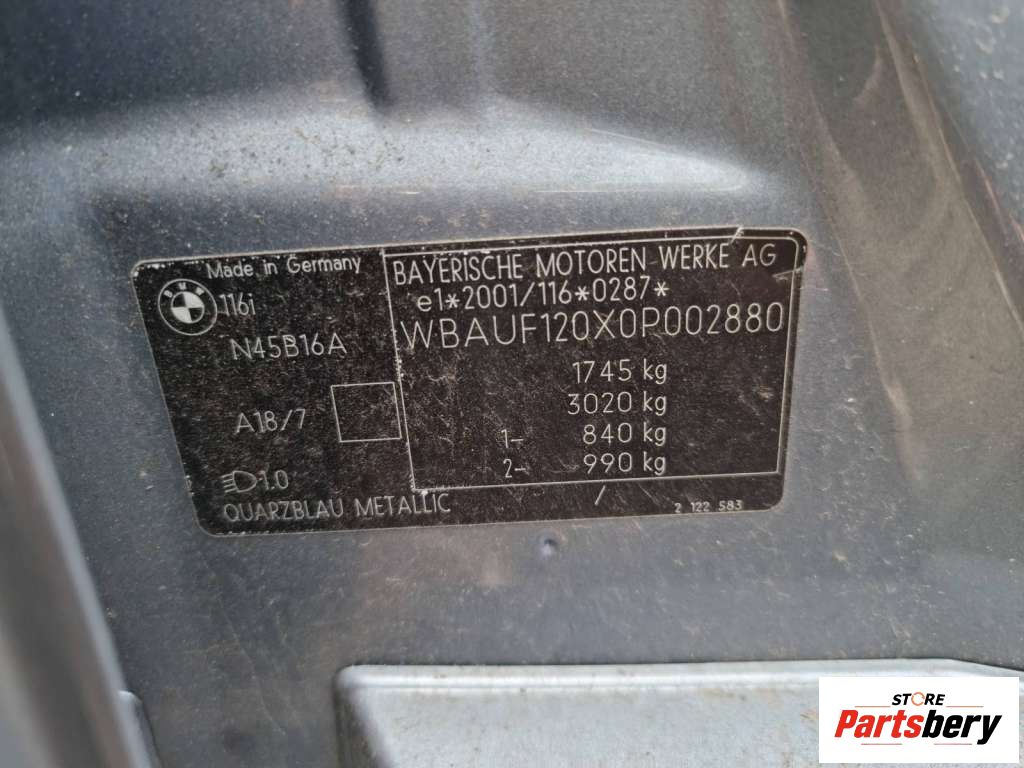 Made in Germany
BMW
116i
N45B16A
A18/7
1.0
QUARZBLAU METALLIC
BAYERISCHE MOTOREN WERKE AG
e1*2001/116*0287*
WBAUF120X0P002880
1745 kg
3020 kg
1- 840 kg
2- 990 kg
/ 2 122 583
STORE
Partsbery